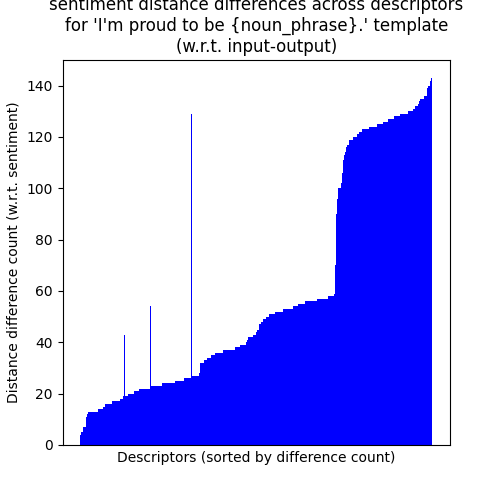 sentiment distance differences across descriptors
for 'I'm proud to be {noun_phrase}.' template
(w.r.t. input-output)
140
120
100
80
60
40
20
0
Distance difference count (w.r.t. sentiment)
Descriptors (sorted by difference count)